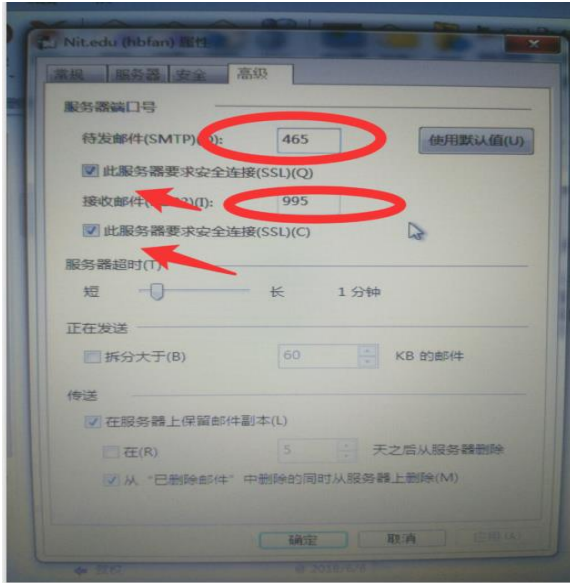 Nit.edu (hbfan) 属性
常规 服务器 安全 高级
服务器端口号
待发邮件(SMTP)(O): 465 使用默认值(U)
此服务器要求安全连接(SSL)(Q)
接收邮件( )(I): 995
此服务器要求安全连接(SSL)(C)
服务器超时(T)
短 长 1 分钟
正在发送
拆分大于(B) 60 KB 的邮件
传送
在服务器上保留邮件副本(L)
在(R) 5 天之后从服务器删除
从 “已删除邮件” 中删除的同时从服务器上删除(M)
确定 取消 应用(A)